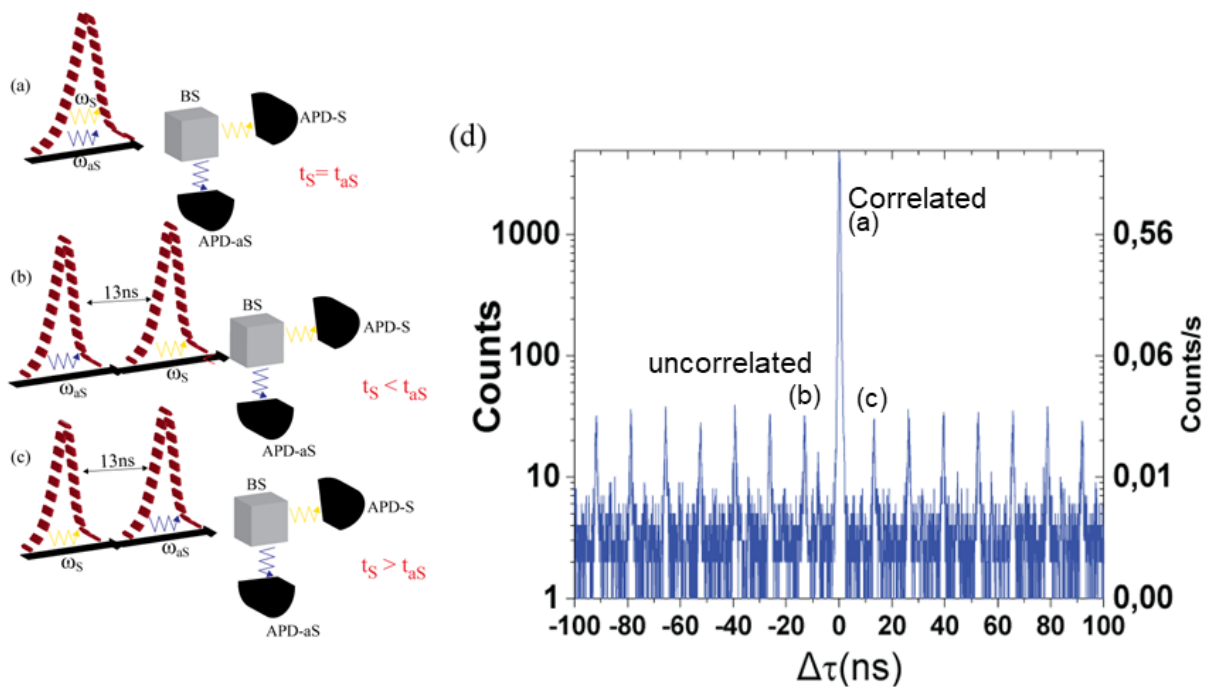 (a)
ωS
ωaS
BS
APD-S
APD-aS
tS= taS
(b)
13ns
ωaS
ωS
BS
APD-S
APD-aS
tS < taS
(c)
13ns
ωS
ωaS
BS
APD-S
APD-aS
tS > taS
(d)
Counts
1000
100
10
1
Correlated
(a)
uncorrelated
(b)
(c)
0,56
0,06
0,01
0,00
Counts/s
-100 -80 -60 -40 -20 0 20 40 60 80 100
Δτ(ns)